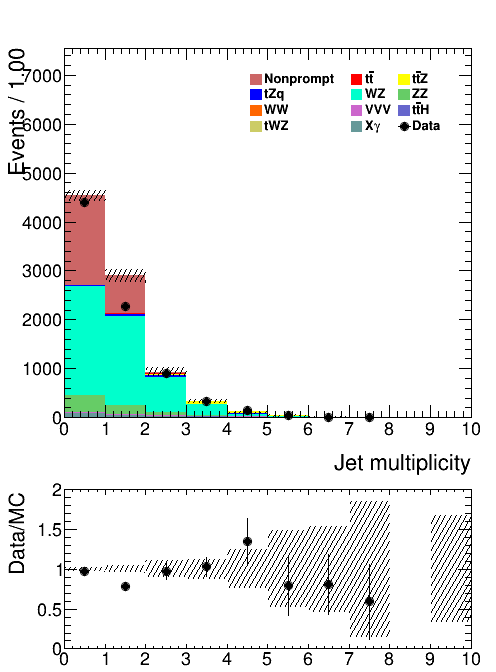 Events / 1.00
7000
6000
5000
4000
3000
2000
1000
0
Nonprompt
tt̄
tt̄Z
tZq
WZ
ZZ
WW
VVV
tt̄H
tWZ
Xγ
Data
0 1 2 3 4 5 6 7 8 9 10
Jet multiplicity
Data/MC
2
1.5
1
0.5
0
0 1 2 3 4 5 6 7 8 9 10